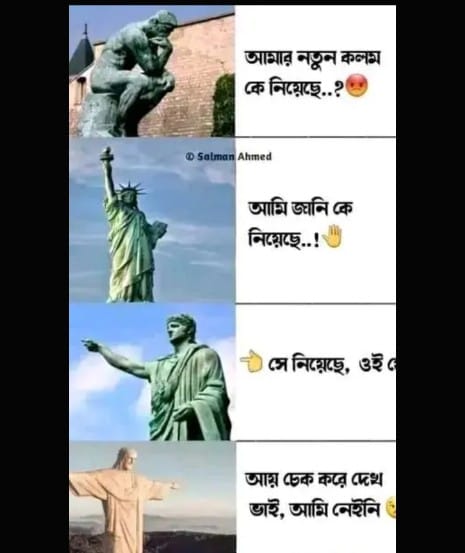 আমার নতুন কলম
কে নিয়েছে..?😡
© Salman Ahmed
আমি জানি কে
নিয়েছে..!🤚
👈 সে নিয়েছে, ওই
আয় চেক করে দেখ
ভাই, আমি নেইনি